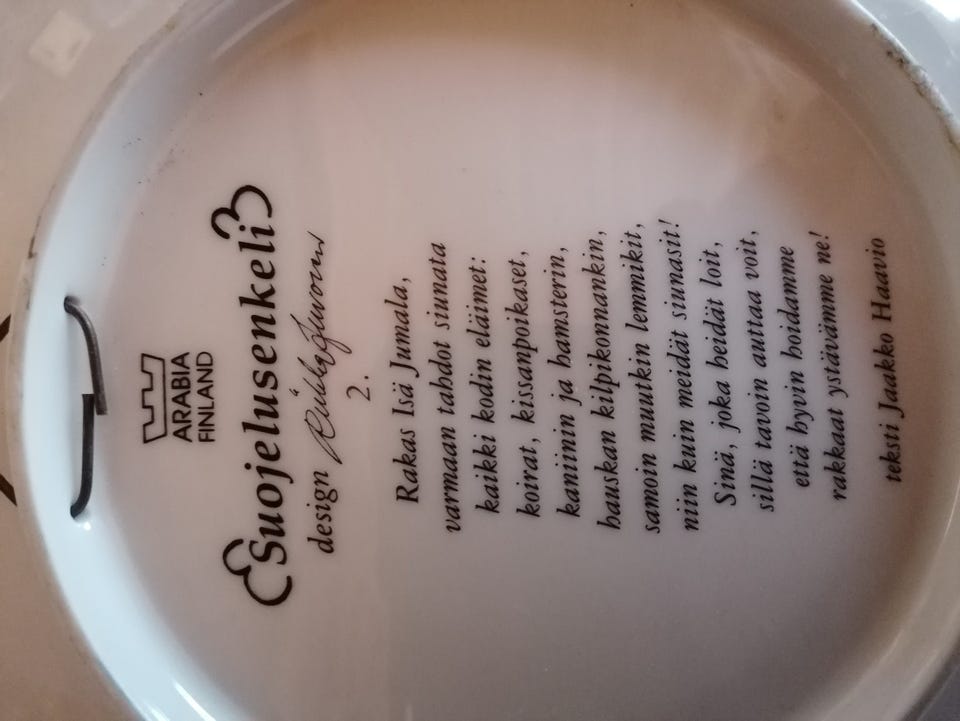 ARABIA
FINLAND
Suojelusenkeli
design
2.
Rakas Isä Jumala,
varmaan tahdot siunata
kaikki kodin eläimet:
koirat, kissanpoikaset,
kaniinin ja hamsterin,
hauskan kilpikonnankin,
samoin muutkin lemmikit,
niin kuin meidät siunasit!
Sinä, joka heidät loit,
sillä tavoin auttaa voit,
että hyvin hoidamme
rakkaat ystävämme ne!
teksti Jaakko Haavio